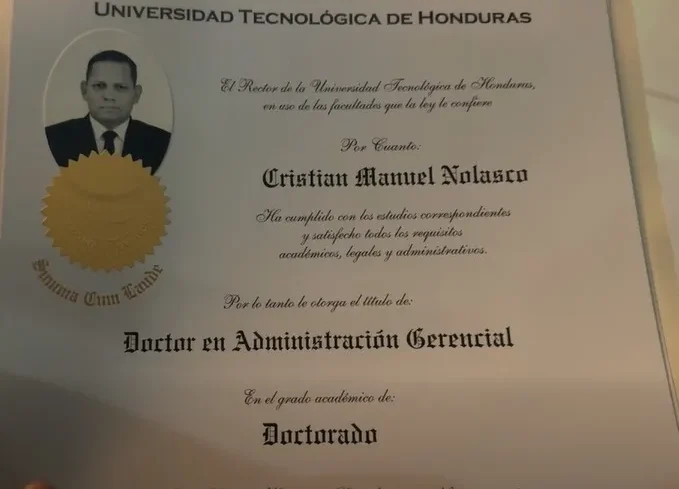 UNIVERSIDAD TECNOLÓGICA DE HONDURAS
El Rector de la Universidad Tecnológica de Honduras,
en uso de las facultades que la ley le confiere
Por Cuanto:
Cristian Manuel Nolasco
Ha cumplido con los estudios correspondientes
y satisfecho todos los requisitos
académicos, legales y administrativos.
Summa Cum Laude
Por lo tanto le otorga el título de:
Doctor en Administración Gerencial
En el grado académico de:
Doctorado